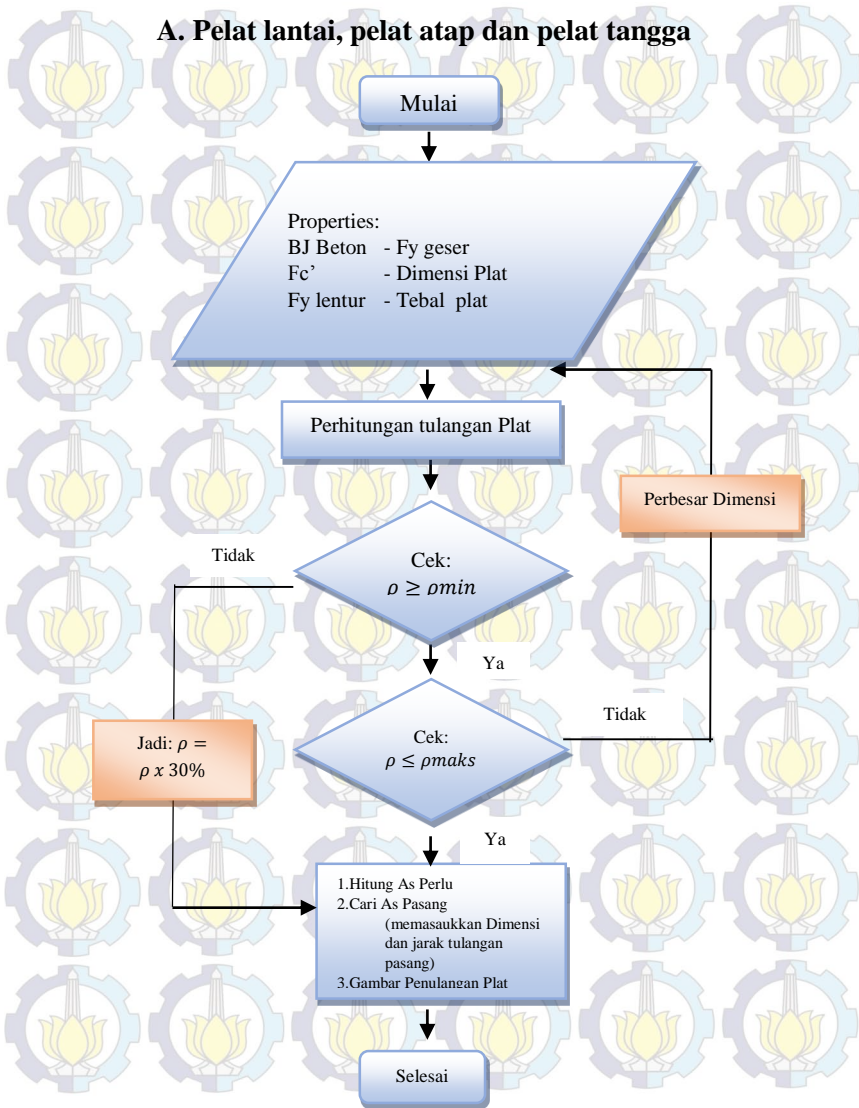 A. Pelat lantai, pelat atap dan pelat tangga
Mulai
Properties:
BJ Beton - Fy geser
Fc’ - Dimensi Plat
Fy lentur - Tebal plat
Perhitungan tulangan Plat
Perbesar Dimensi
Cek:
ρ ≥ ρmin
Tidak
Ya
Cek:
ρ ≤ ρmaks
Tidak
Jadi: ρ =
ρ x 30%
Ya
1.Hitung As Perlu
2.Cari As Pasang
(memasaukkan Dimensi
dan jarak tulangan
pasang)
3.Gambar Penulangan Plat
Selesai